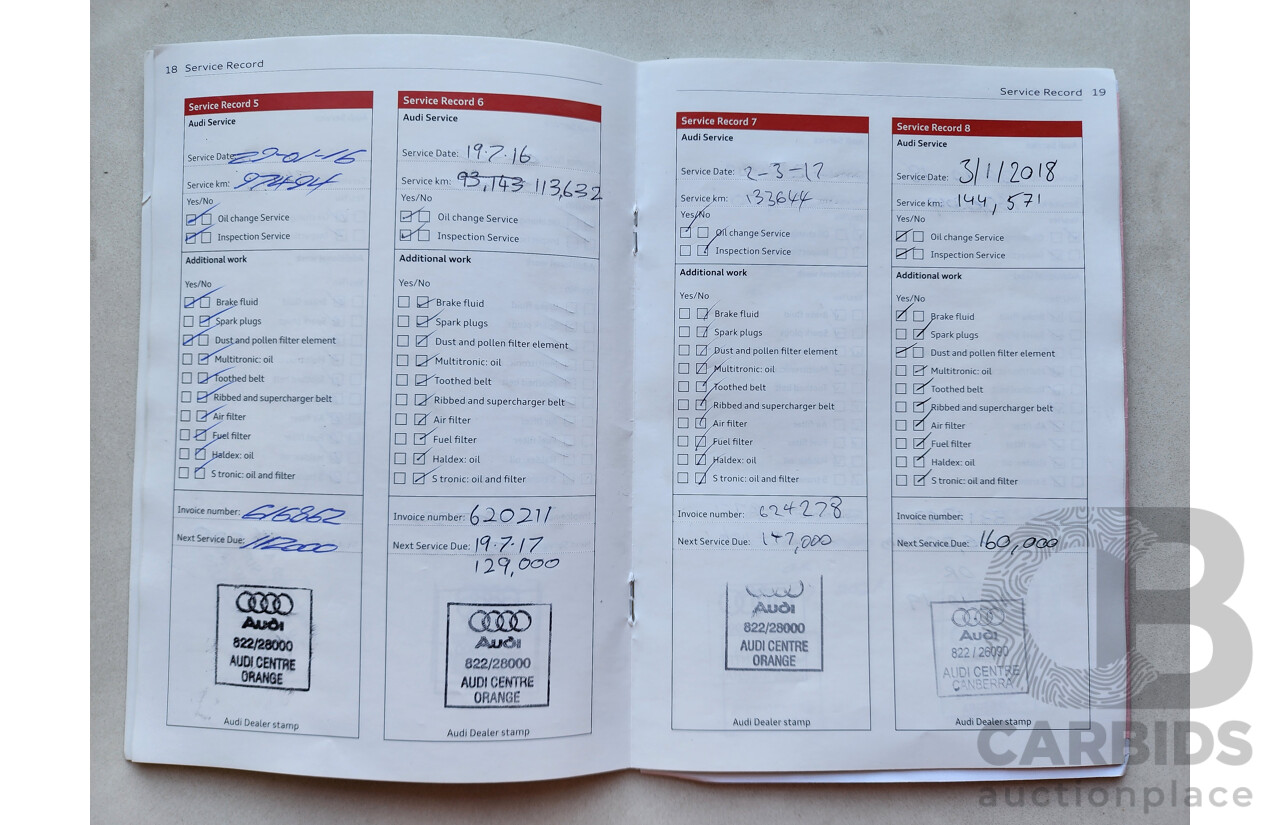 18 Service Record
Service Record 5
Audi Service
Service Date: 29-01-16
Service km: 97494
Yes/No
Oil change Service
Inspection Service
Additional work
Yes/No
Brake fluid
Spark plugs
Dust and pollen filter element
Multitronic: oil
Toothed belt
Ribbed and supercharger belt
Air filter
Fuel filter
Haldex: oil
S tronic: oil and filter
Invoice number: 616862
Next Service Due: 112000
Audi
822/28000
AUDI CENTRE
ORANGE
Audi Dealer stamp
Service Record 6
Audi Service
Service Date: 19.7.16
Service km: 93,143 113,632
Yes/No
Oil change Service
Inspection Service
Additional work
Yes/No
Brake fluid
Spark plugs
Dust and pollen filter element
Multitronic: oil
Toothed belt
Ribbed and supercharger belt
Air filter
Fuel filter
Haldex: oil
S tronic: oil and filter
Invoice number: 620211
Next Service Due: 19.7.17
129,000
Audi
822/28000
AUDI CENTRE
ORANGE
Audi Dealer stamp
Service Record 19
Service Record 7
Audi Service
Service Date: 2-3-17
Service km: 133644
Yes/No
Oil change Service
Inspection Service
Additional work
Yes/No
Brake fluid
Spark plugs
Dust and pollen filter element
Multitronic: oil
Toothed belt
Ribbed and supercharger belt
Air filter
Fuel filter
Haldex: oil
S tronic: oil and filter
Invoice number: 624278
Next Service Due: 147,000
Audi
822/28000
AUDI CENTRE
ORANGE
Audi Dealer stamp
Service Record 8
Audi Service
Service Date: 3/1/2018
Service km: 144,571
Yes/No
Oil change Service
Inspection Service
Additional work
Yes/No
Brake fluid
Spark plugs
Dust and pollen filter element
Multitronic: oil
Toothed belt
Ribbed and supercharger belt
Air filter
Fuel filter
Haldex: oil
S tronic: oil and filter
Invoice number:
Next Service Due: 160,000
Audi
AUDI CENTRE
CANBERRA
Audi Dealer stamp
CB
CARBIDS
auctionplace